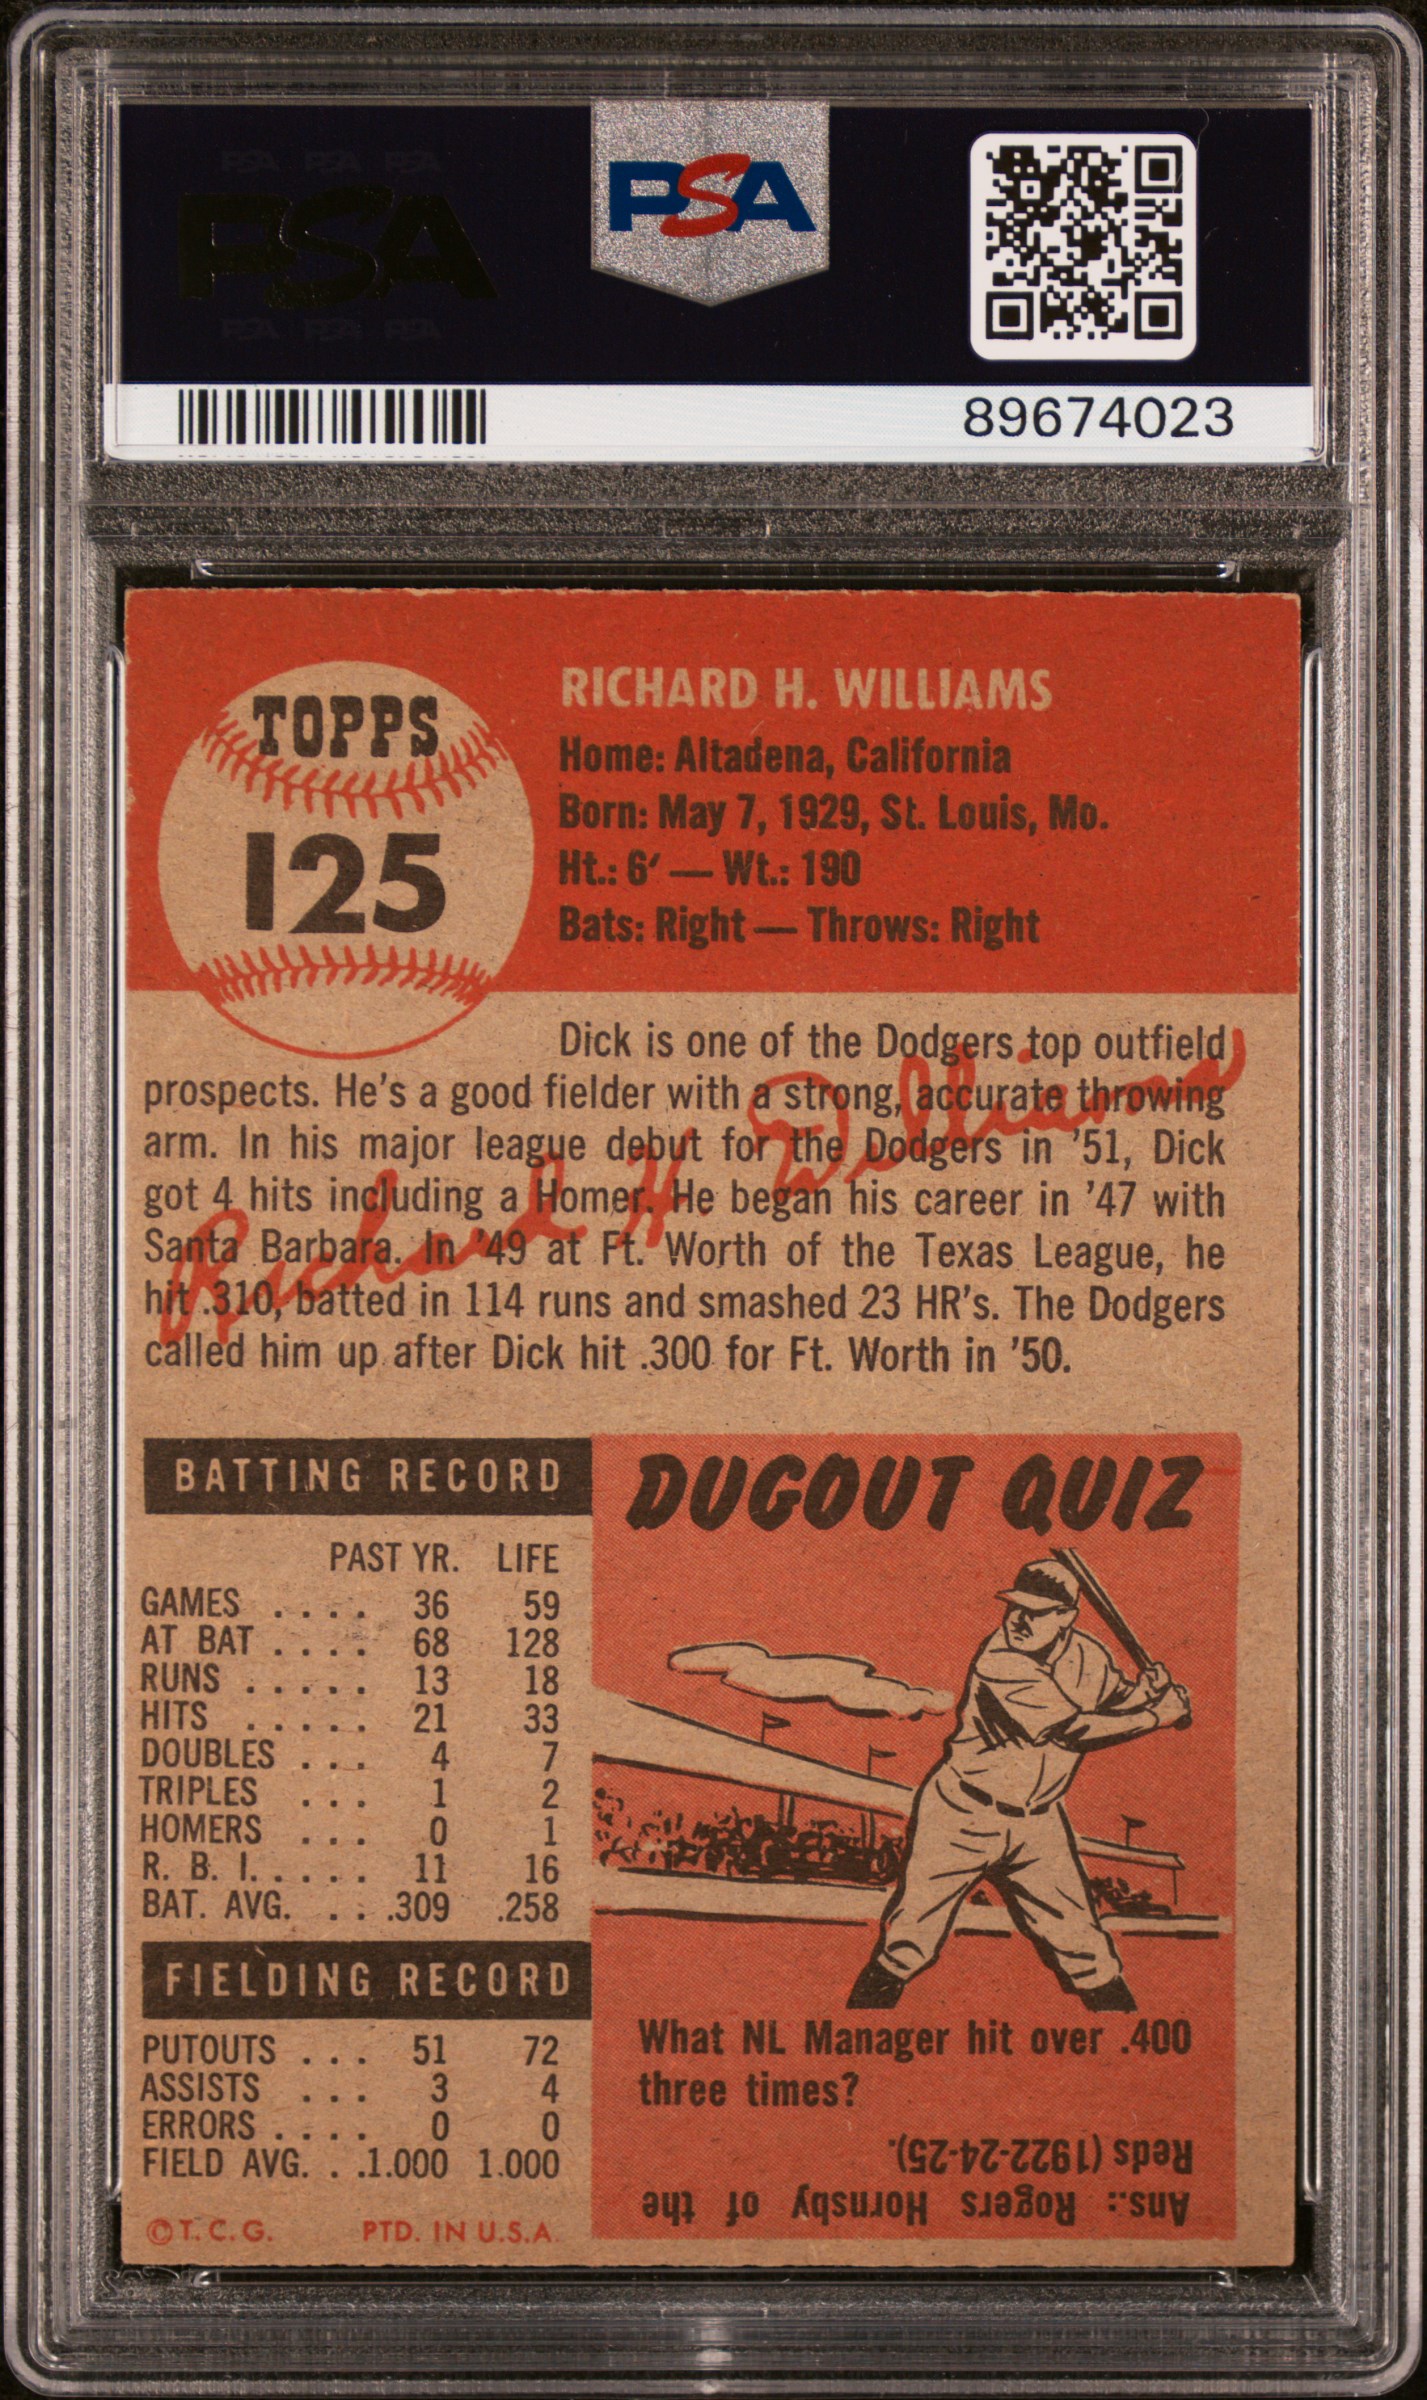 PSA PSA PSA
PSA
PSA PSA PSA
PSA
89674023
TOPPS
125
RICHARD H. WILLIAMS
Home: Altadena, California
Born: May 7, 1929, St. Louis, Mo.
Ht.: 6' — Wt.: 190
Bats: Right — Throws: Right
Dick is one of the Dodgers top outfield
prospects. He's a good fielder with a strong, accurate throwing
arm. In his major league debut for the Dodgers in '51, Dick
got 4 hits including a Homer. He began his career in '47 with
Santa Barbara. In '49 at Ft. Worth of the Texas League, he
hit .310, batted in 114 runs and smashed 23 HR's. The Dodgers
called him up after Dick hit .300 for Ft. Worth in '50.
Richard H. Williams
BATTING RECORD
PAST YR. LIFE
GAMES . . . . 36 59
AT BAT . . . . 68 128
RUNS . . . . . 13 18
HITS . . . . . 21 33
DOUBLES . . . 4 7
TRIPLES . . . 1 2
HOMERS . . . 0 1
R. B. I. . . . . 11 16
BAT. AVG. . . .309 .258
FIELDING RECORD
PUTOUTS . . . 51 72
ASSISTS . . . 3 4
ERRORS . . . . 0 0
FIELD AVG. . .1.000 1.000
© T. C. G. PTD. IN U.S.A.
DUGOUT QUIZ
What NL Manager hit over .400
three times?
Ans.: Rogers Hornsby of the
Reds (1922-24-25).